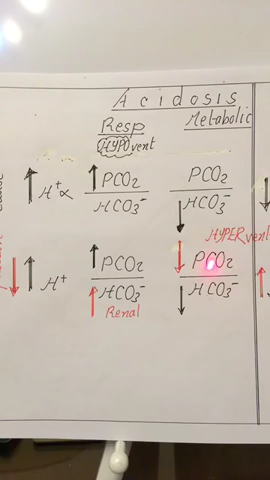 Acidosis
Resp Metabolic
HYPOvent
↑ H⁺ ∝ ↑ PCO₂ / HCO₃⁻ PCO₂ / ↓ HCO₃⁻
HYPERvent
↓ ↑ H⁺ ↑ PCO₂ / ↑ HCO₃⁻ ↓ PCO₂ / ↓ HCO₃⁻
Renal